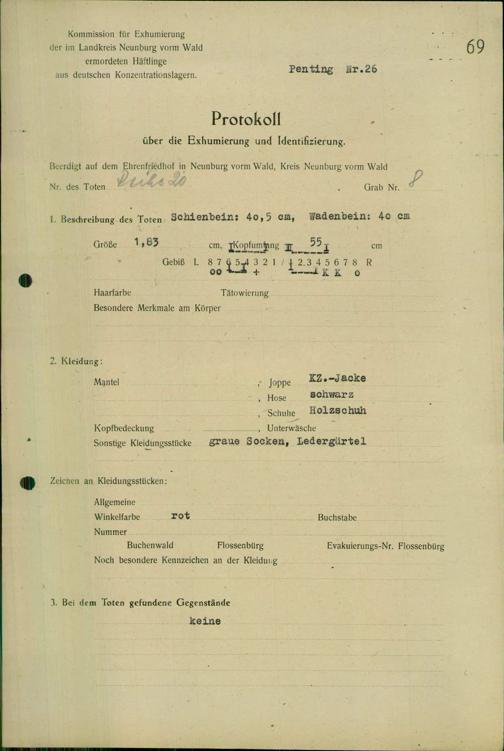 Kommission für Exhumierung
der im Landkreis Neunburg vorm Wald
ermordeten Häftlinge
aus deutschen Konzentrationslagern.
69
Penting Nr.26
Protokoll
über die Exhumierung und Identifizierung.
Beerdigt auf dem Ehrenfriedhof in Neunburg vorm Wald, Kreis Neunburg vorm Wald
Nr. des Toten Reihe 20 Grab Nr. 8
1. Beschreibung des Toten: Schienbein: 40,5 cm, Wadenbein: 40 cm
Größe 1,83 cm, Kopfumfang 55 cm
Gebiß L 8 7 6 5 4 3 2 1 / 1 2 3 4 5 6 7 8 R
Haarfarbe Tätowierung
Besondere Merkmale am Körper
2. Kleidung:
Mantel , Joppe KZ.-Jacke
, Hose schwarz
, Schuhe Holzschuh
Kopfbedeckung , Unterwäsche
Sonstige Kleidungsstücke graue Socken, Ledergürtel
Zeichen an Kleidungsstücken:
Allgemeine
Winkelfarbe rot Buchstabe
Nummer
Buchenwald Flossenbürg Evakuierungs-Nr. Flossenbürg
Noch besondere Kennzeichen an der Kleidung
3. Bei dem Toten gefundene Gegenstände
keine